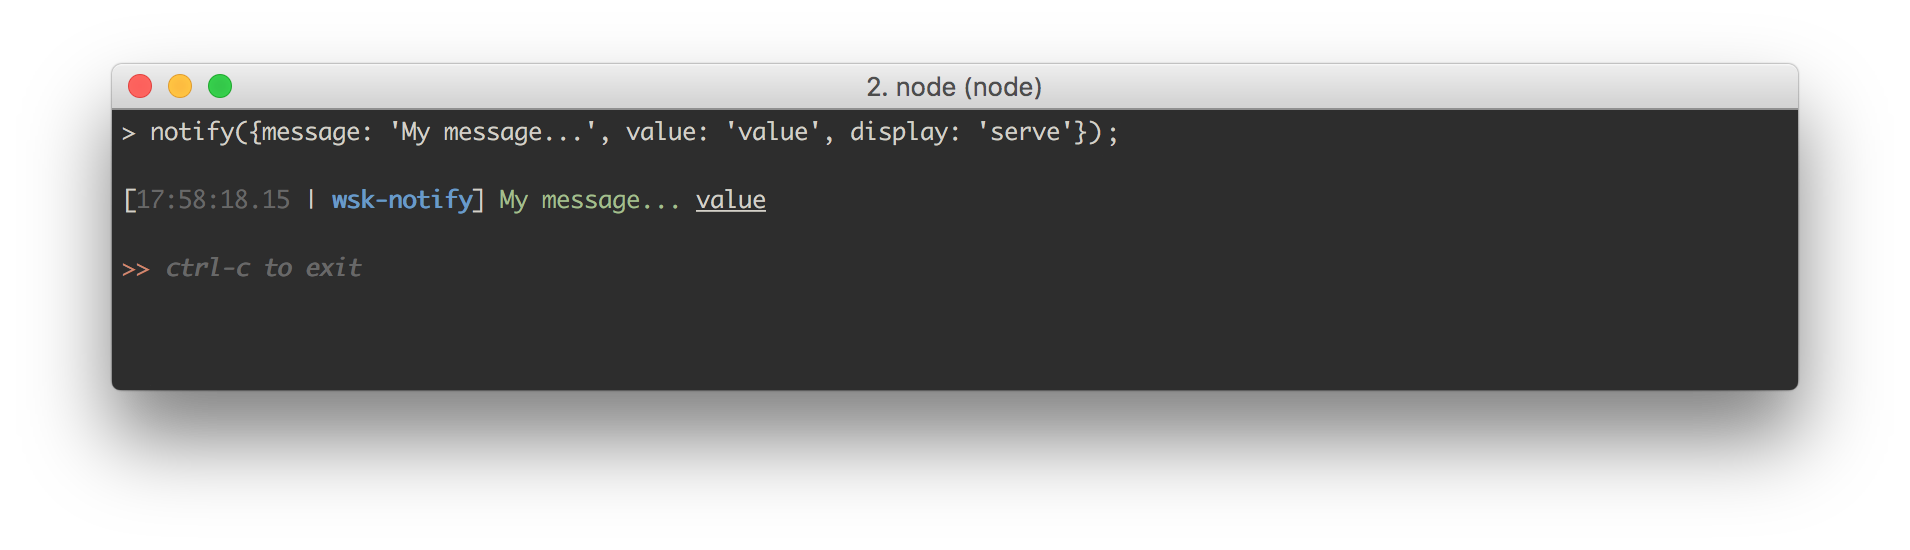 2. node (node)
> notify({message: 'My message...', value: 'value', display: 'serve'});
[17:58:18.15 | wsk-notify] My message... value
>> ctrl-c to exit